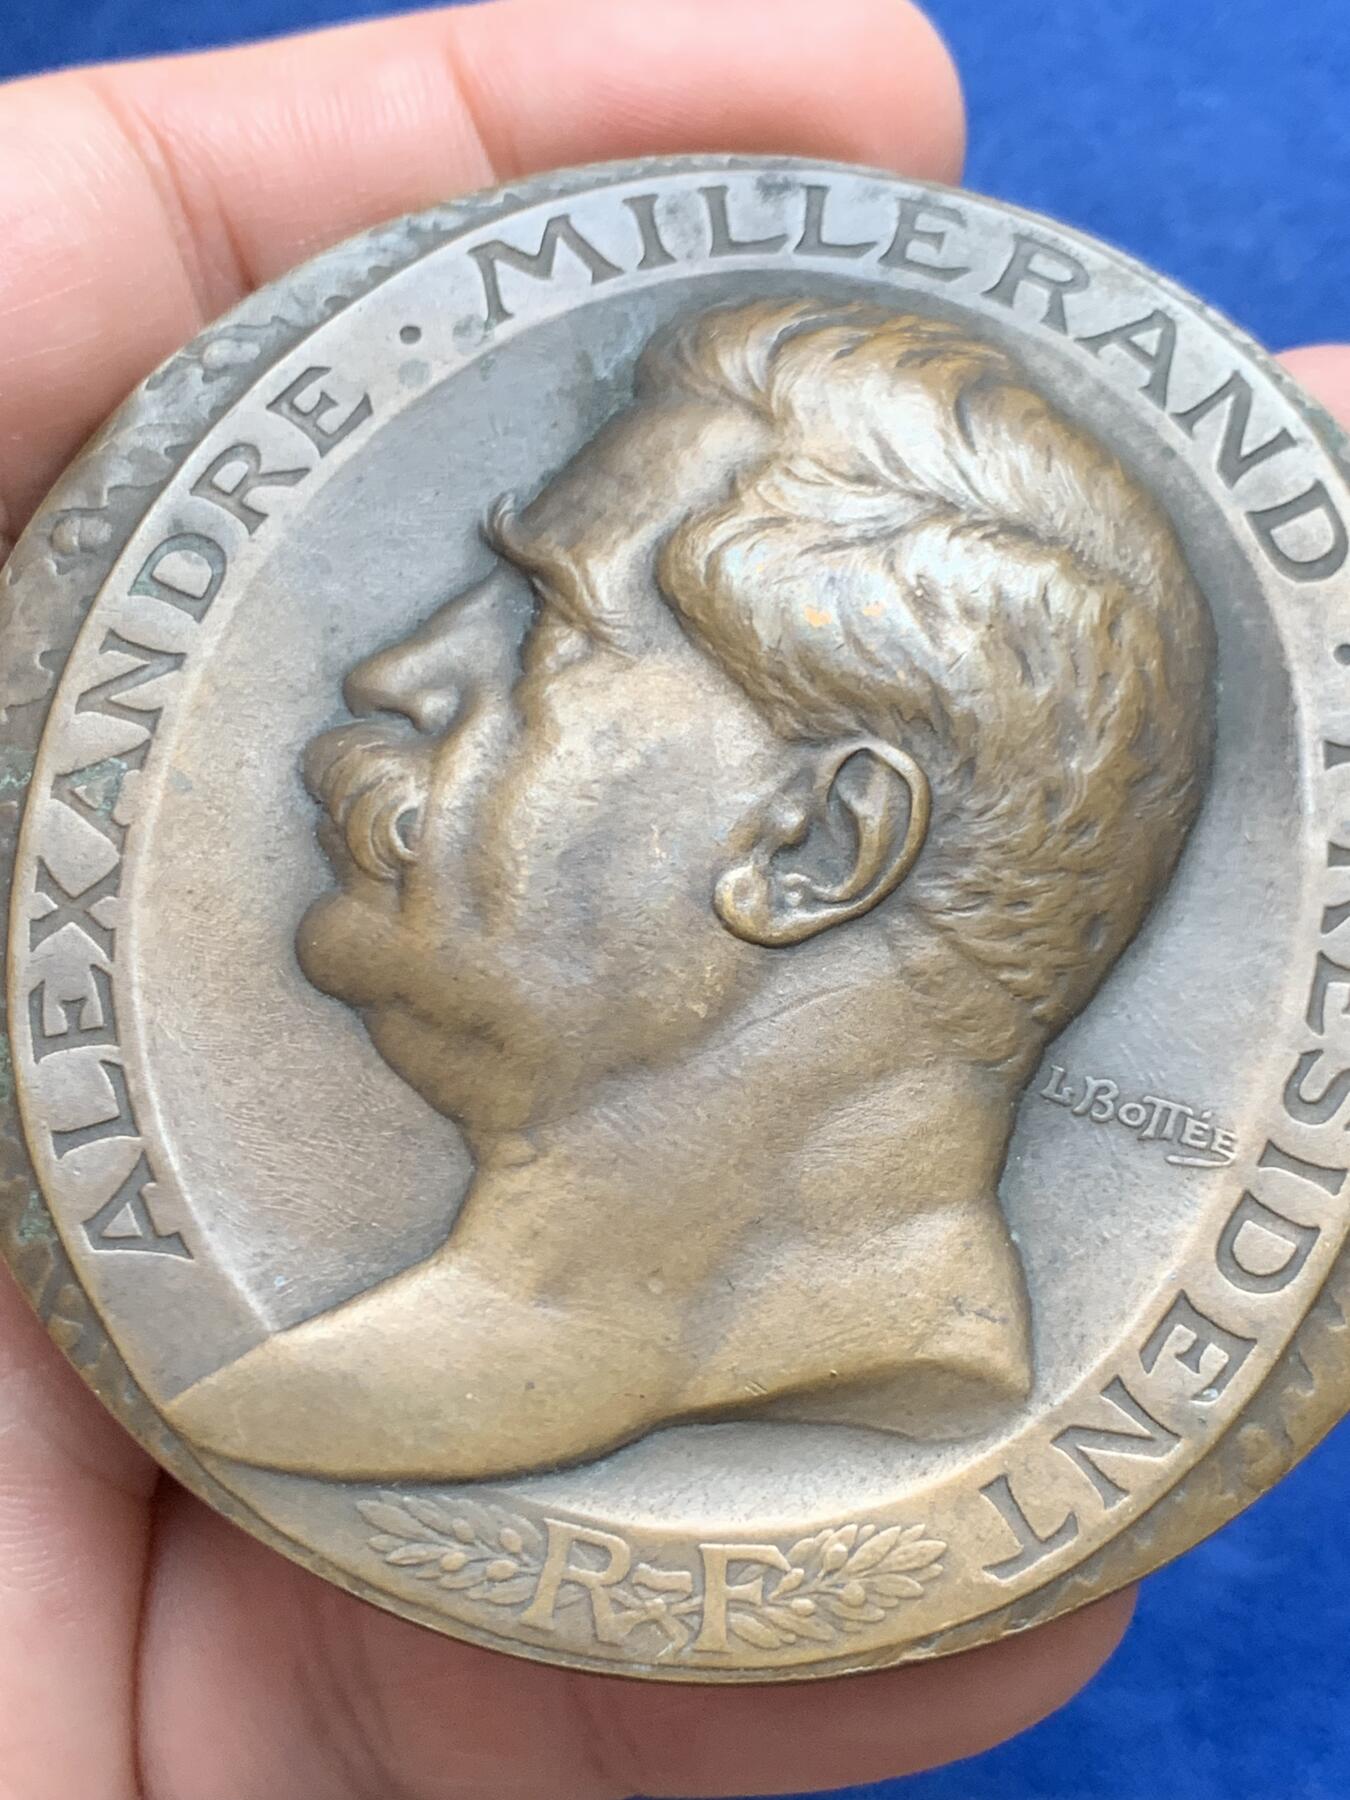 ALEXANDRE · MILLERAND · PRESIDENT
L BOTTÉE
R F